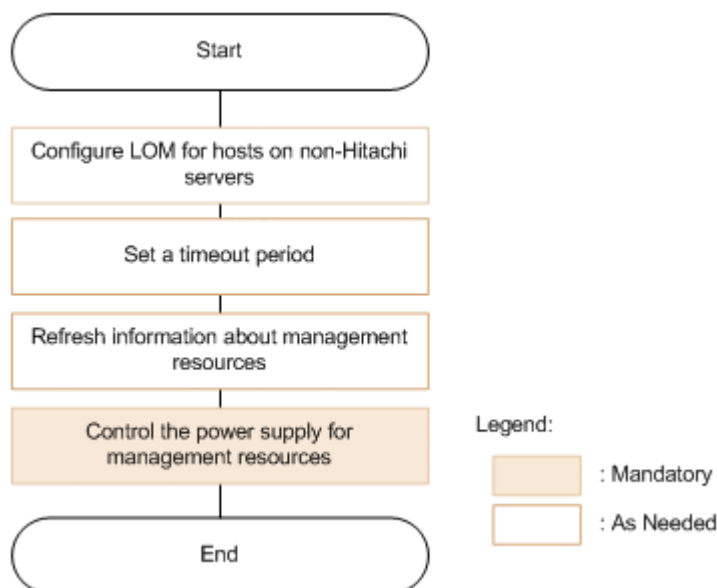 Start
Configure LOM for hosts on non-Hitachi
servers
Set a timeout period
Refresh information about management
resources
Control the power supply for
management resources
End
Legend:
: Mandatory
: As Needed